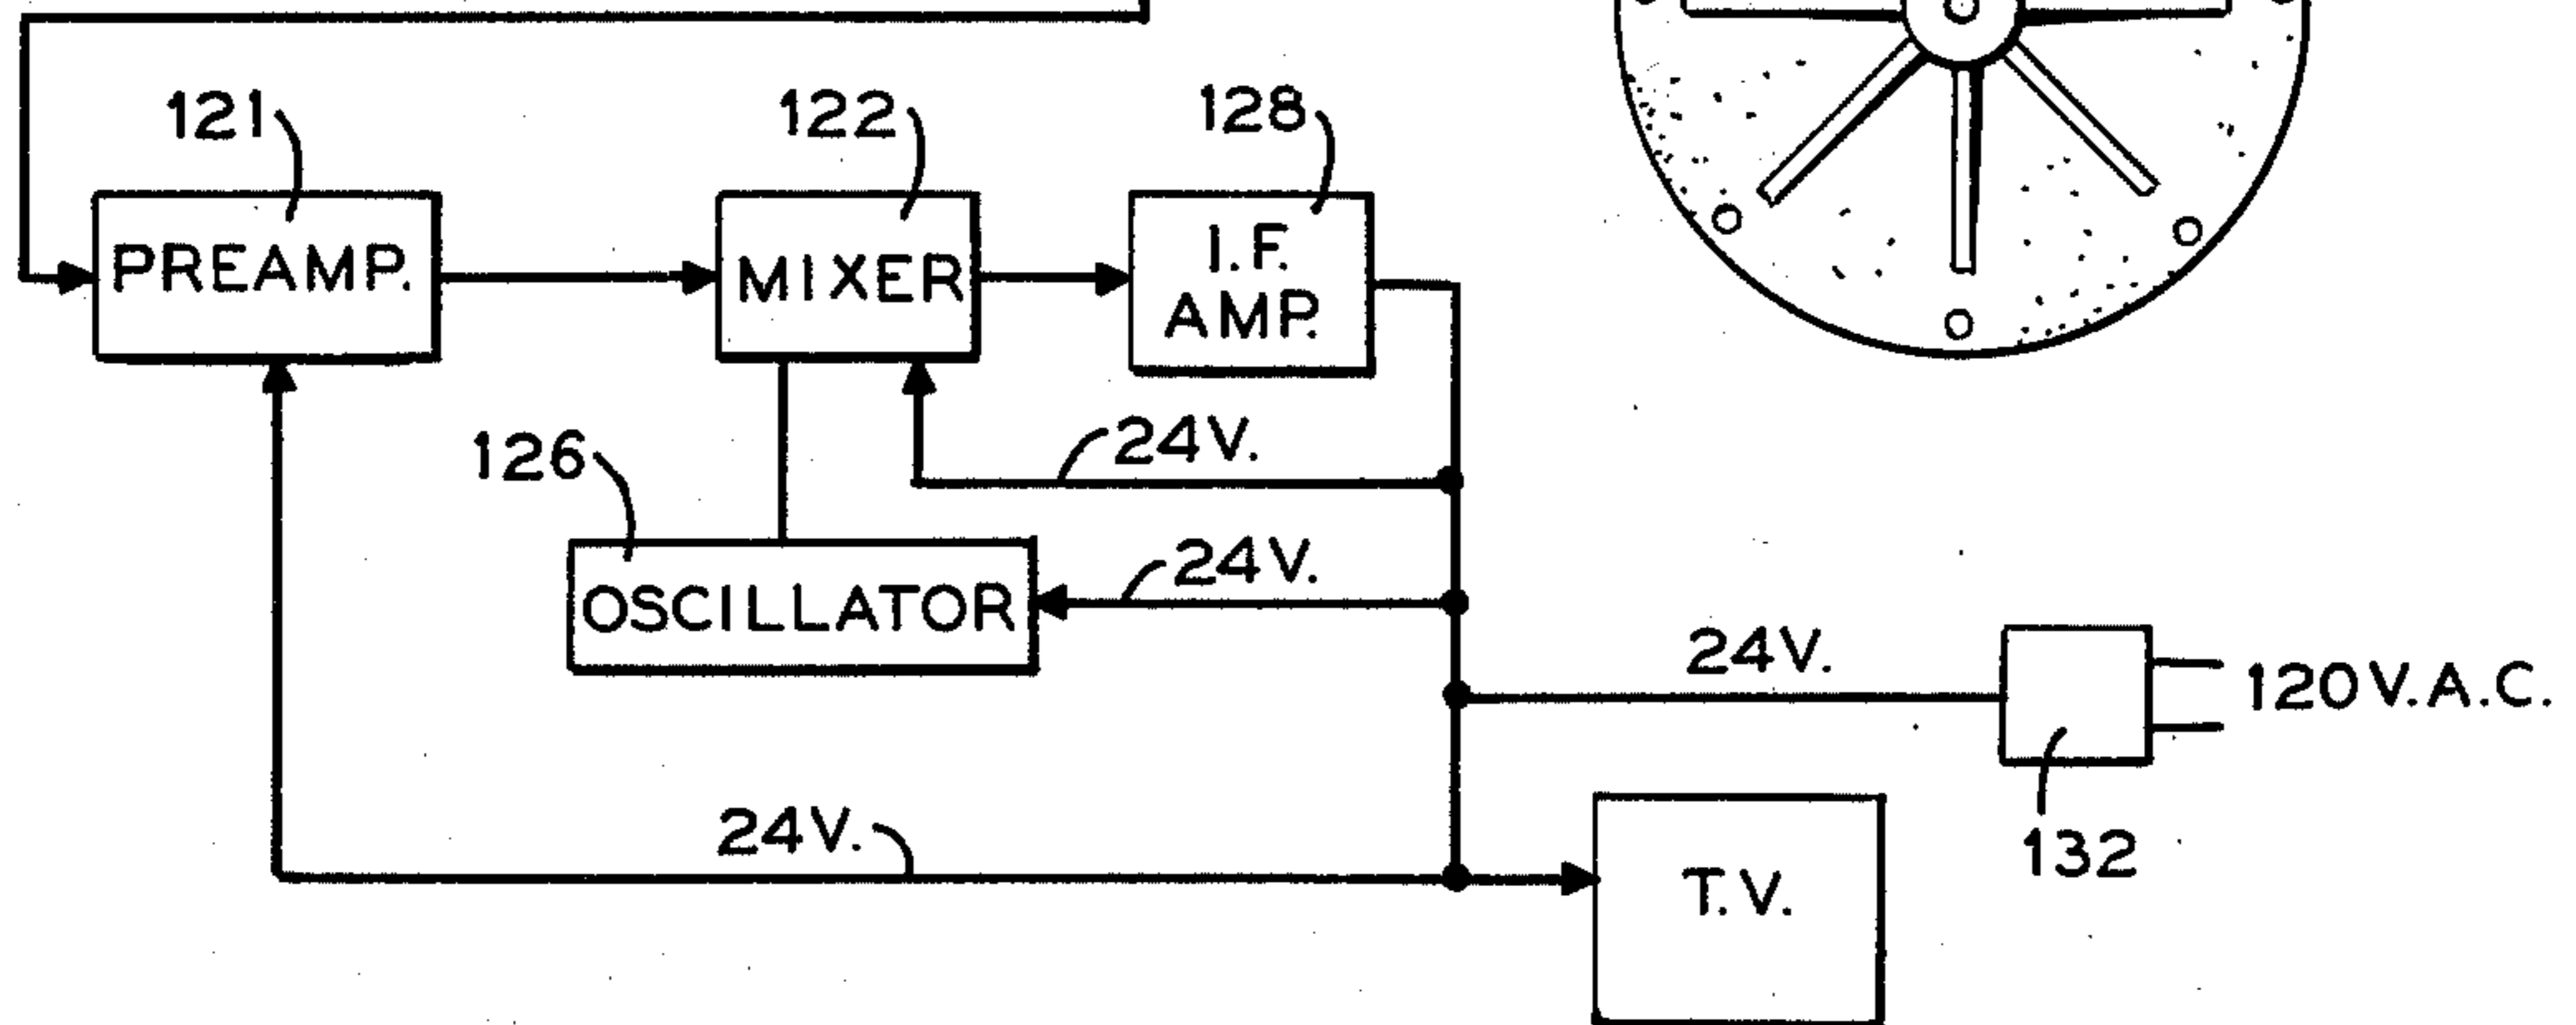 121
122
128
PREAMP.
MIXER
I.F.
AMP.
24V.
126
24V.
OSCILLATOR
24V.
120V.A.C.
24V.
132
T.V.